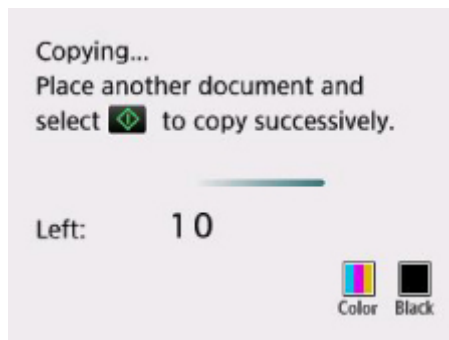 Copying...
Place another document and
select to copy successively.
Left: 10
Color Black